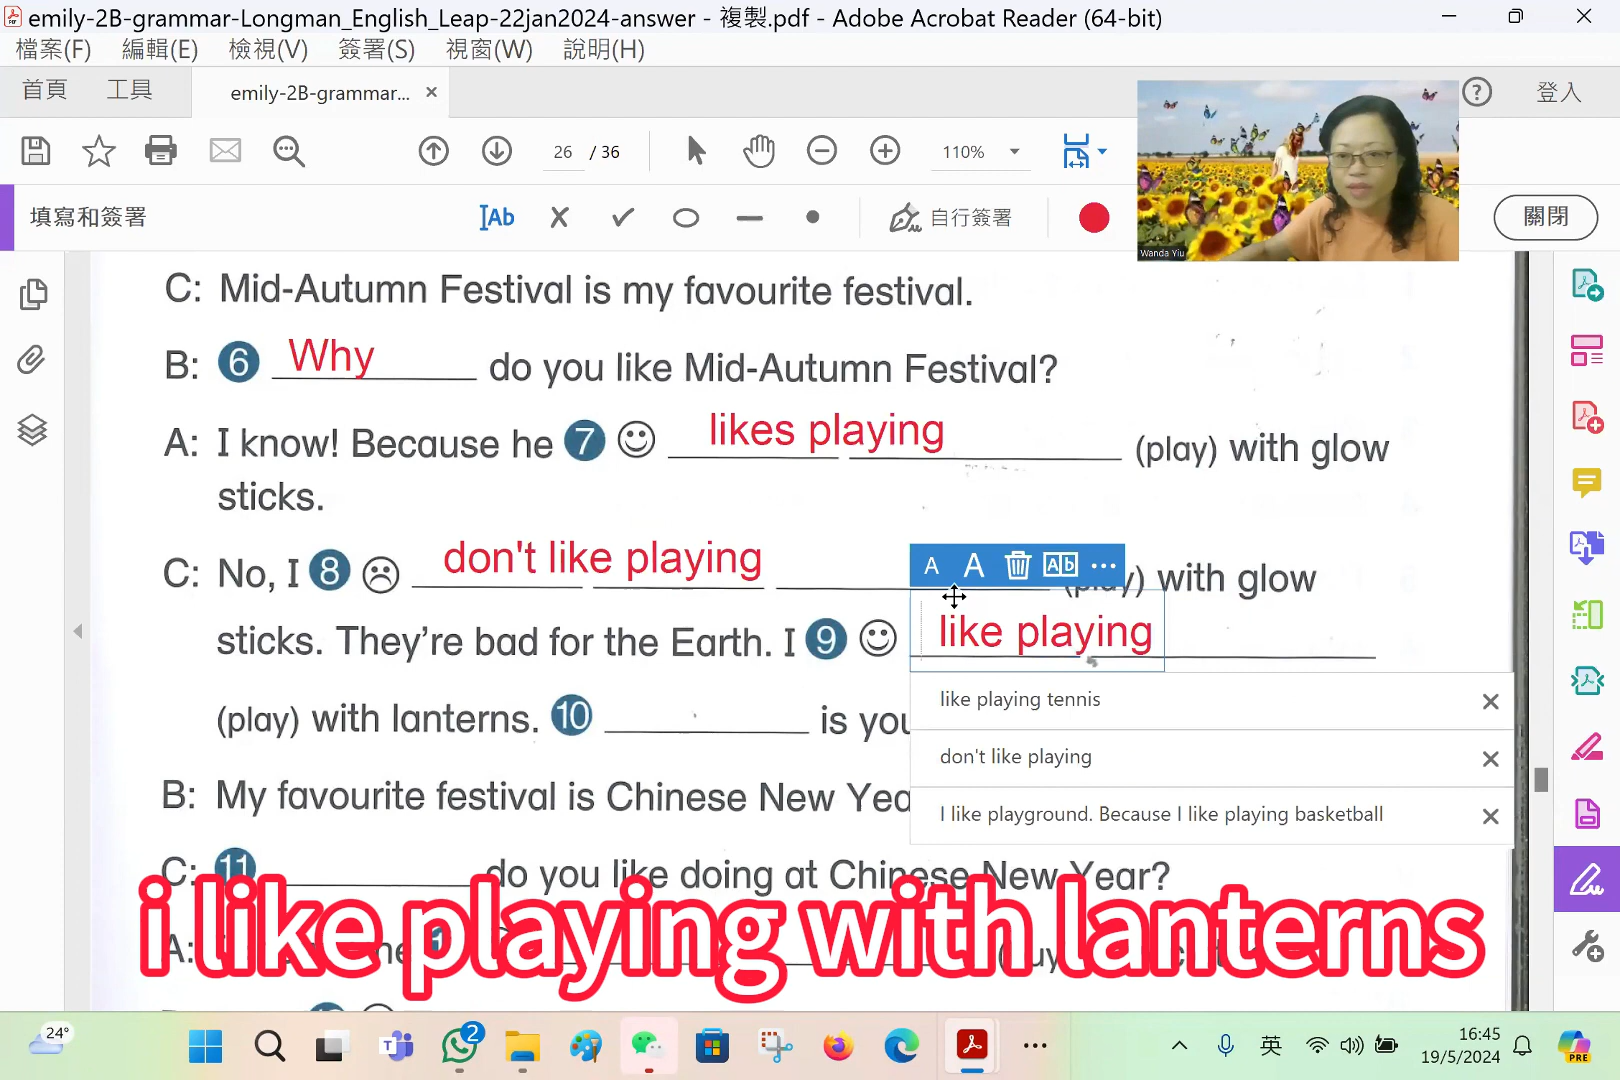 emily-2B-grammar-Longman_English_Leap-22jan2024-answer - 複製.pdf - Adobe Acrobat Reader (64-bit)
檔案(F) 編輯(E) 檢視(V) 簽署(S) 視窗(W) 說明(H)
首頁 工具 emily-2B-grammar... × ? 登入
26 / 36 110%
填寫和簽署 Ab 自行簽署 關閉
Wanda Yiu
C: Mid-Autumn Festival is my favourite festival.
B: 6 Why do you like Mid-Autumn Festival?
A: I know! Because he 7 likes playing (play) with glow
sticks.
C: No, I 8 don't like playing (play) with glow
A A Ab ...
sticks. They're bad for the Earth. I 9 like playing
like playing tennis
(play) with lanterns. 10 is you
don't like playing
B: My favourite festival is Chinese New Yea
I like playground. Because I like playing basketball
C: 11 do you like doing at Chinese New Year?
i like playing with lanterns
24° 2 英 16:45
19/5/2024 PRE